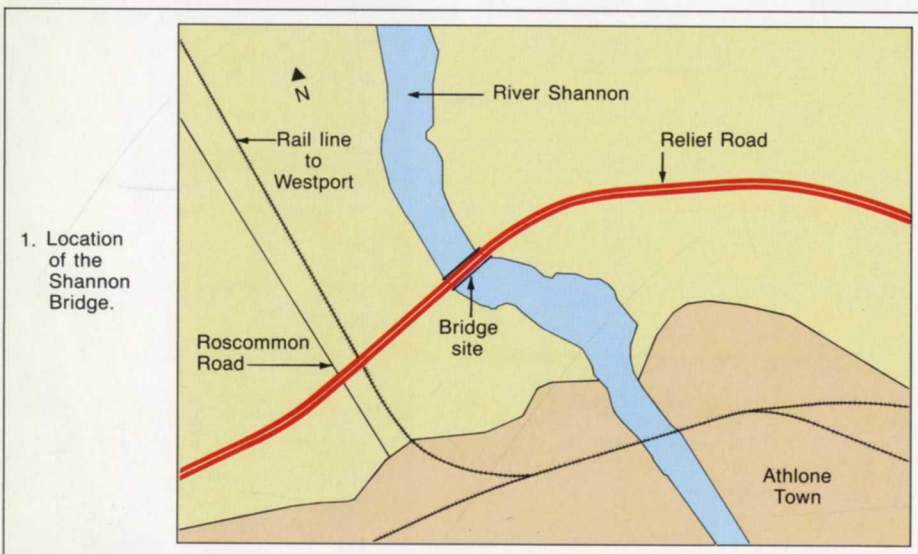 1. Location
of the
Shannon
Bridge.
N
River Shannon
Rail line
to
Westport
Relief Road
Roscommon
Road
Bridge
site
Athlone
Town